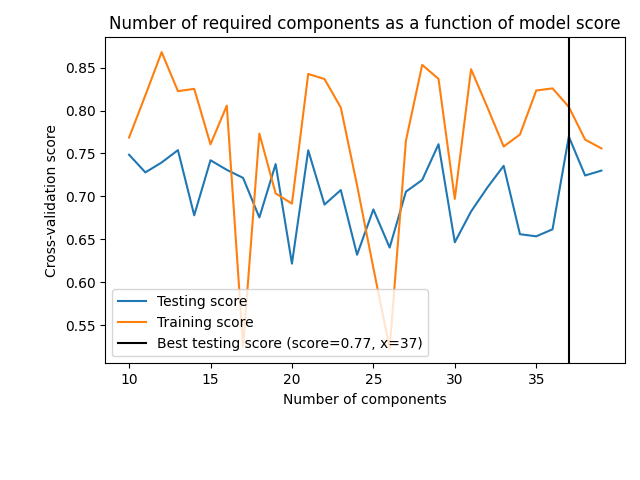 Number of required components as a function of model score
0.85
0.80
0.75
0.70
0.65
0.60
0.55
Cross-validation score
Testing score
Training score
Best testing score (score=0.77, x=37)
10 15 20 25 30 35
Number of components